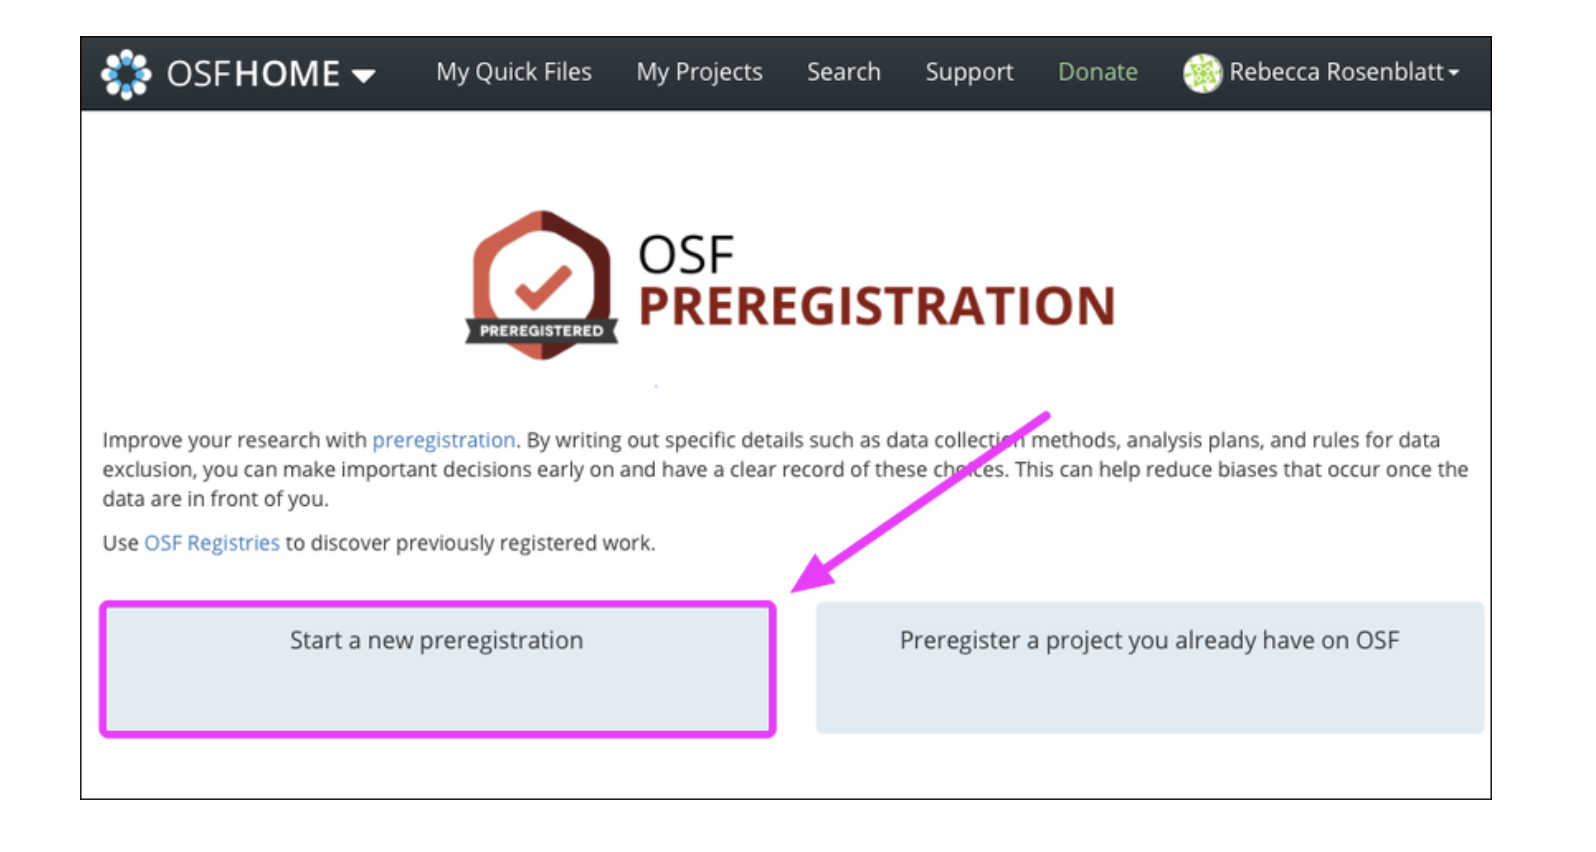 OSFHOME My Quick Files My Projects Search Support Donate Rebecca Rosenblatt
OSF
PREREGISTRATION
PREREGISTERED
Improve your research with preregistration. By writing out specific details such as data collection methods, analysis plans, and rules for data
exclusion, you can make important decisions early on and have a clear record of these choices. This can help reduce biases that occur once the
data are in front of you.
Use OSF Registries to discover previously registered work.
Start a new preregistration
Preregister a project you already have on OSF